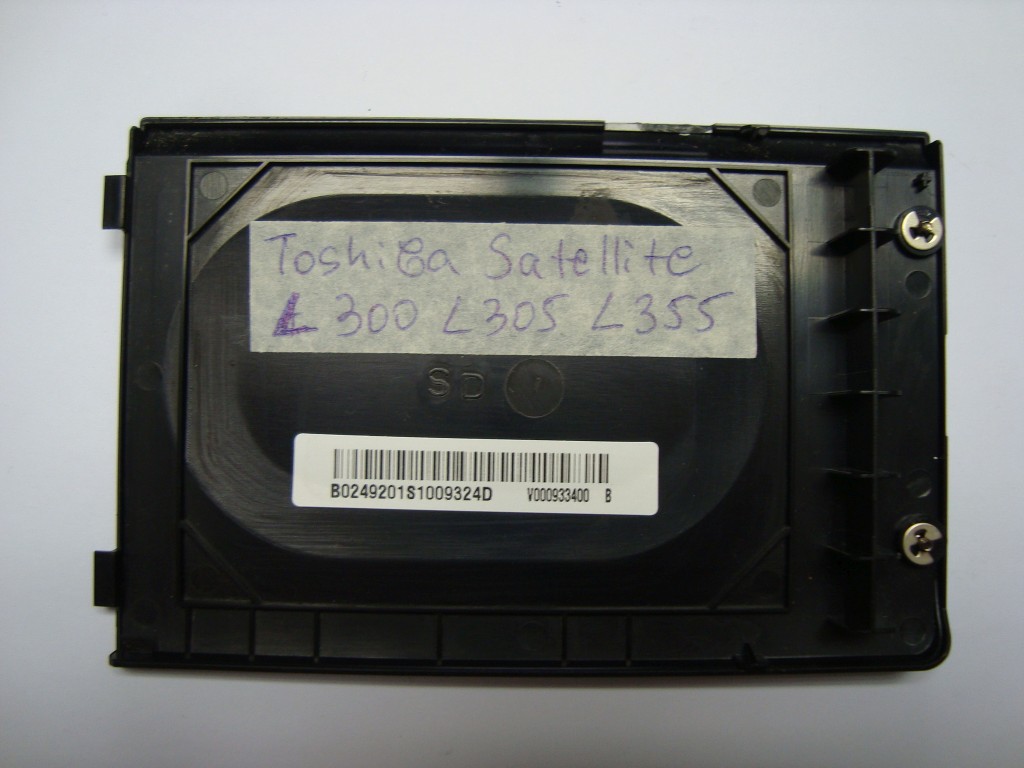 Toshiba Satellite
L300 L305 L355
SD
B0249201S1009324D V000933400 B